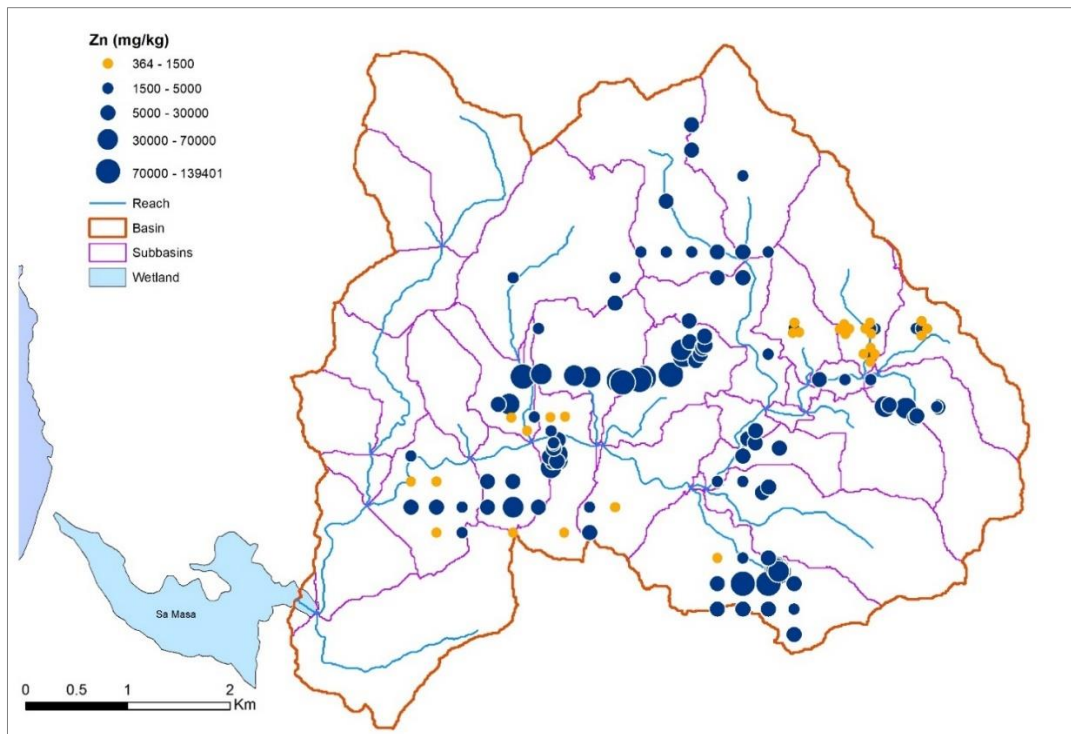 Zn (mg/kg)
364 - 1500
1500 - 5000
5000 - 30000
30000 - 70000
70000 - 139401
Reach
Basin
Subbasins
Wetland
Sa Masa
0 0.5 1 2
Km